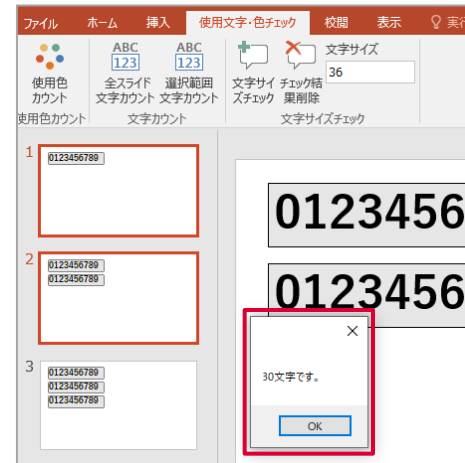 ファイル ホーム 挿入 使用文字・色チェック 校閲 表示 実行
ABC ABC 文字サイズ
123 123 36
使用色 全スライド 選択範囲 文字サイ チェック結
カウント 文字カウント 文字カウント ズチェック 果削除
使用色カウント 文字カウント 文字サイズチェック
1
0123456789
2
0123456789
0123456789
3
0123456789
0123456789
0123456789
0123456
0123456
30文字です。
OK